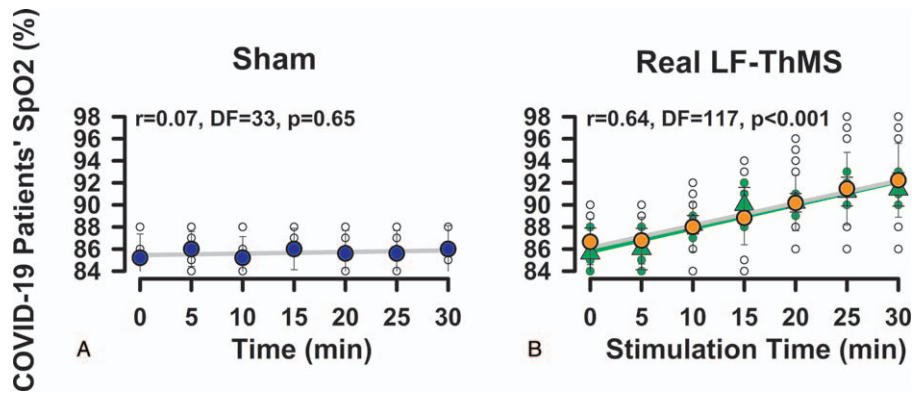 COVID-19 Patients' SpO2 (%)
Sham
r=0.07, DF=33, p=0.65
98
96
94
92
90
88
86
84
0 5 10 15 20 25 30
A
Time (min)
Real LF-ThMS
r=0.64, DF=117, p<0.001
98
96
94
92
90
88
86
84
0 5 10 15 20 25 30
B
Stimulation Time (min)